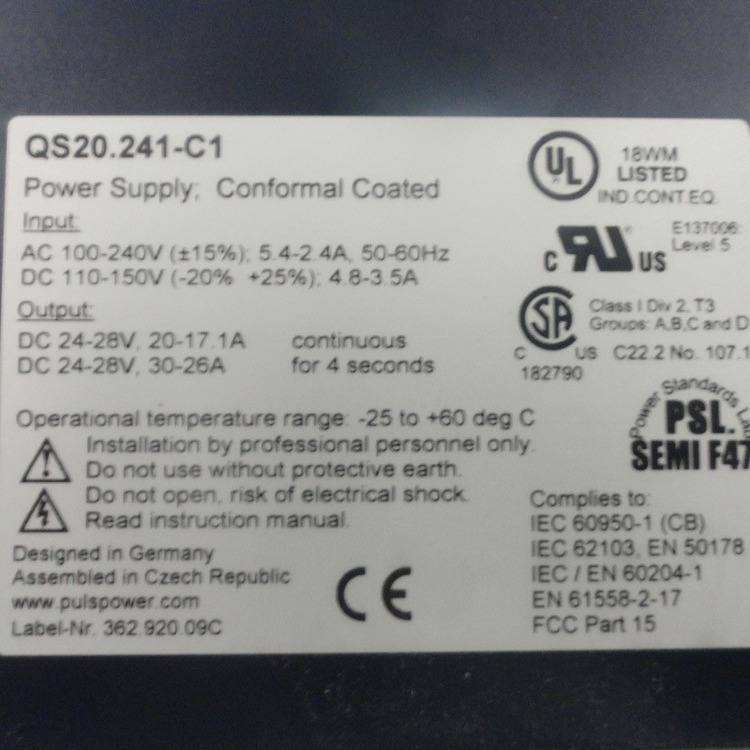 QS20.241-C1
Power Supply; Conformal Coated
Input:
AC 100-240V (±15%); 5.4-2.4A, 50-60Hz
DC 110-150V (-20% +25%); 4.8-3.5A
Output:
DC 24-28V, 20-17.1A continuous
DC 24-28V, 30-26A for 4 seconds
Operational temperature range: -25 to +60 deg C
Installation by professional personnel only.
Do not use without protective earth.
Do not open, risk of electrical shock.
Read instruction manual.
Designed in Germany
Assembled in Czech Republic
www.pulspower.com
Label-Nr. 362.920.09C
CE
UL
18WM
LISTED
IND.CONT.EQ.
C RU US
E137006:
Level 5
SA
C US
182790
Class I Div 2, T3
Groups: A,B,C and D
C22.2 No. 107.1
Power Standards
PSL.
SEMI F47
Complies to:
IEC 60950-1 (CB)
IEC 62103, EN 50178
IEC / EN 60204-1
EN 61558-2-17
FCC Part 15